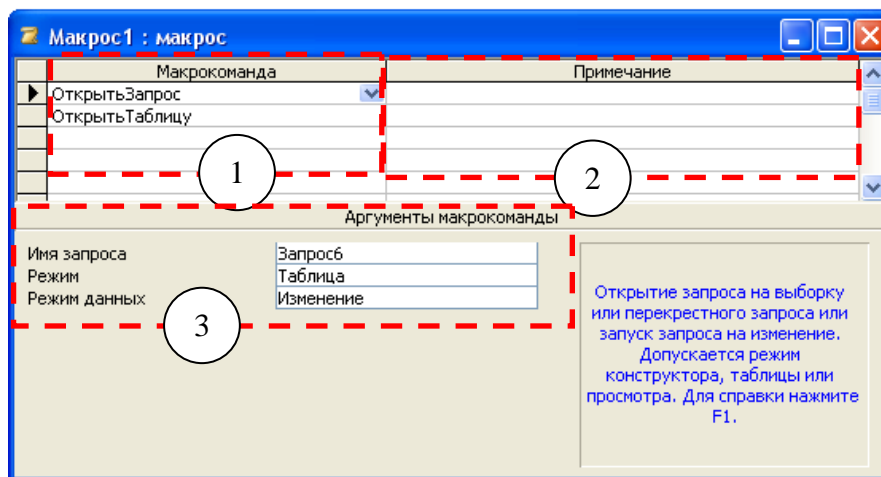 Макрос1 : макрос
Макрокоманда Примечание
ОткрытьЗапрос
ОткрытьТаблицу
1
2
Аргументы макрокоманды
Имя запроса Запрос6
Режим Таблица
Режим данных Изменение
3
Открытие запроса на выборку
или перекрестного запроса или
запуск запроса на изменение.
Допускается режим
конструктора, таблицы или
просмотра. Для справки нажмите
F1.